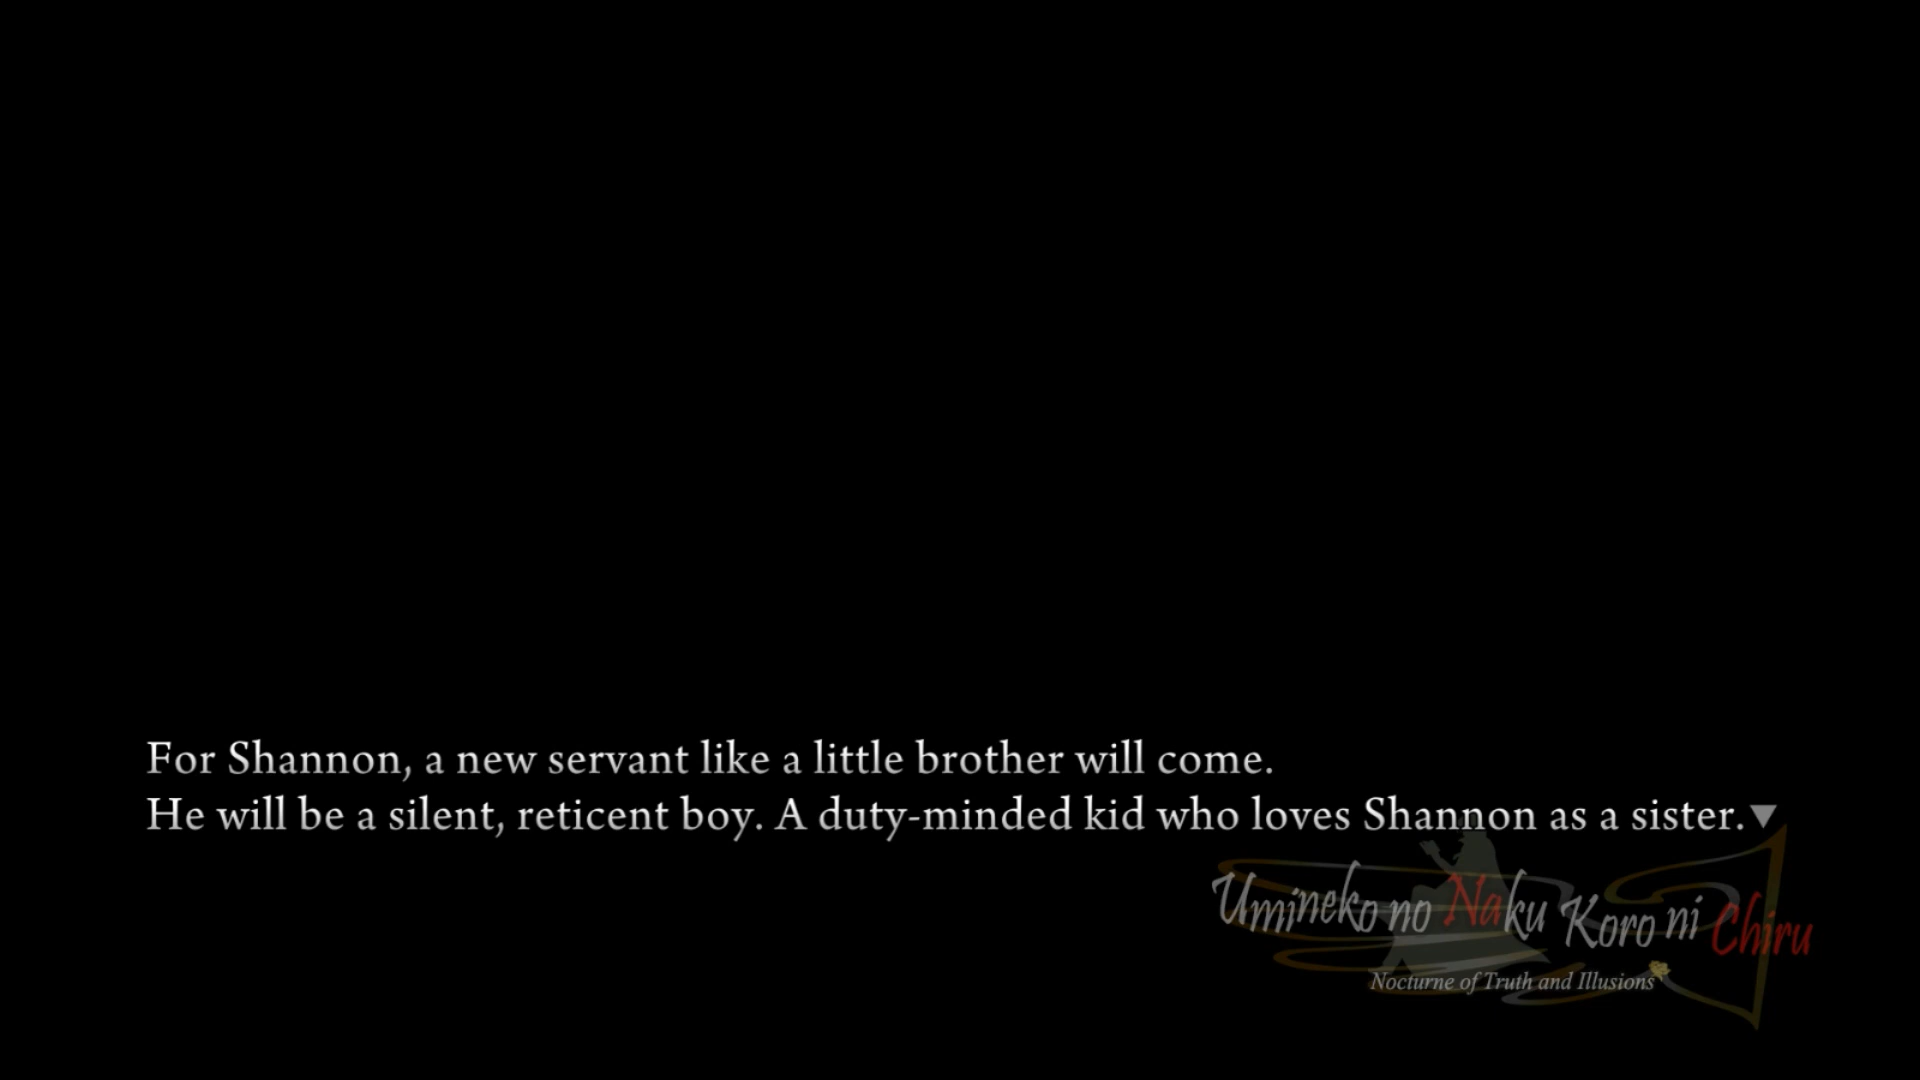 For Shannon, a new servant like a little brother will come.
He will be a silent, reticent boy. A duty-minded kid who loves Shannon as a sister.
Umineko no Naku Koro ni Chiru
Nocturne of Truth and Illusions